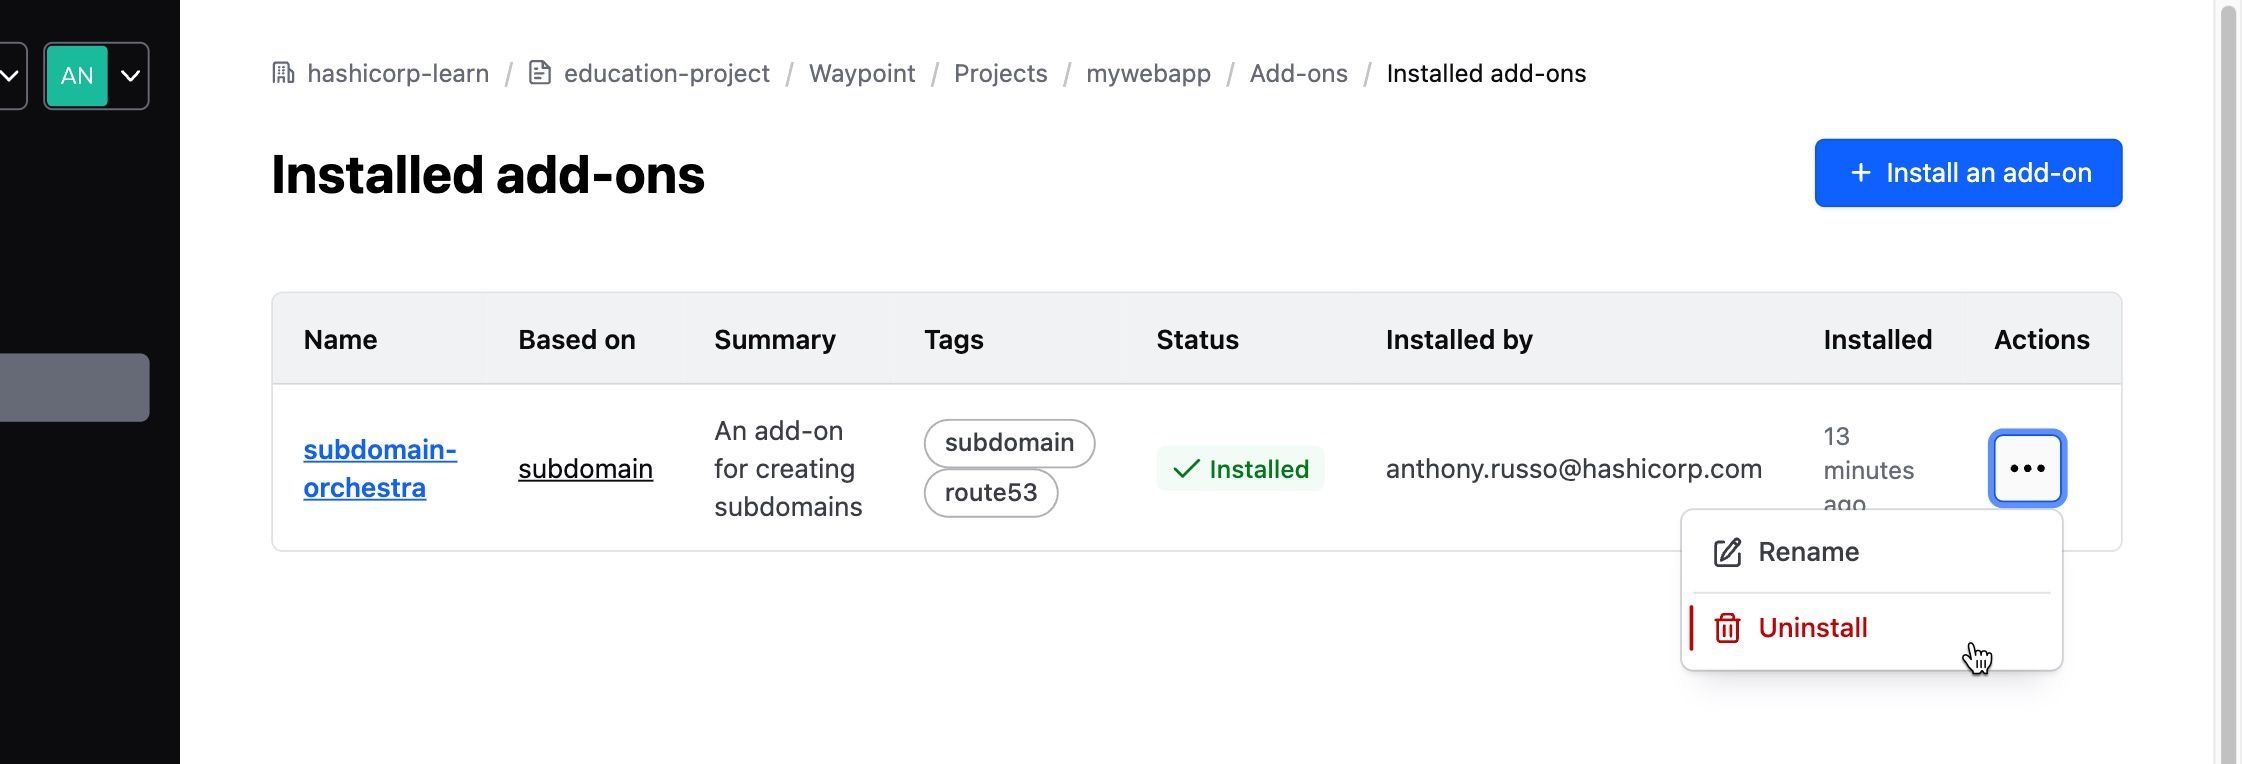 AN
hashicorp-learn / education-project / Waypoint / Projects / mywebapp / Add-ons / Installed add-ons
Installed add-ons
+ Install an add-on
Name Based on Summary Tags Status Installed by Installed Actions
subdomain-
orchestra
subdomain
An add-on
for creating
subdomains
subdomain
route53
Installed
anthony.russo@hashicorp.com
13
minutes
ago
Rename
Uninstall